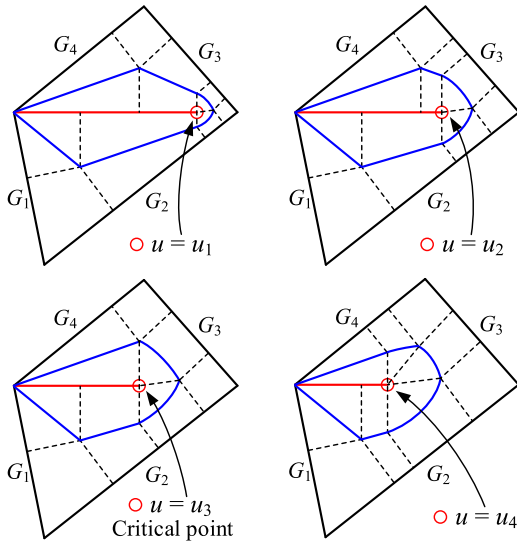 G4
G3
G1
G2
u = u1
G4
G3
G1
G2
u = u2
G4
G3
G1
G2
u = u3
Critical point
G4
G3
G1
G2
u = u4